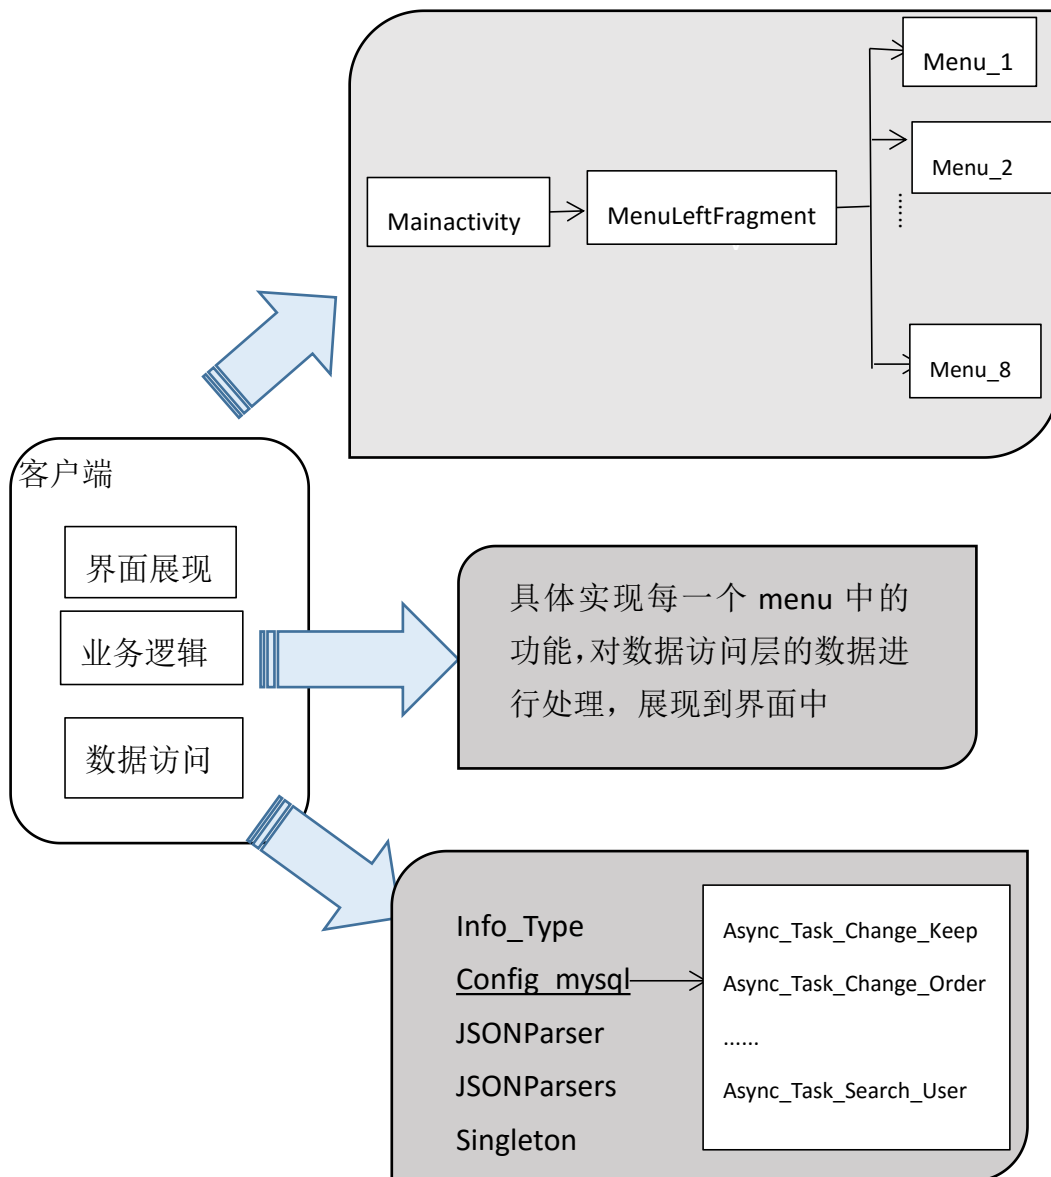 Menu_1
Menu_2
Mainactivity
MenuLeftFragment
......
Menu_8
客户端
界面展现
业务逻辑
数据访问
具体实现每一个 menu 中的
功能，对数据访问层的数据进
行处理，展现到界面中
Info_Type
Config_mysql
JSONParser
JSONParsers
Singleton
Async_Task_Change_Keep
Async_Task_Change_Order
......
Async_Task_Search_User